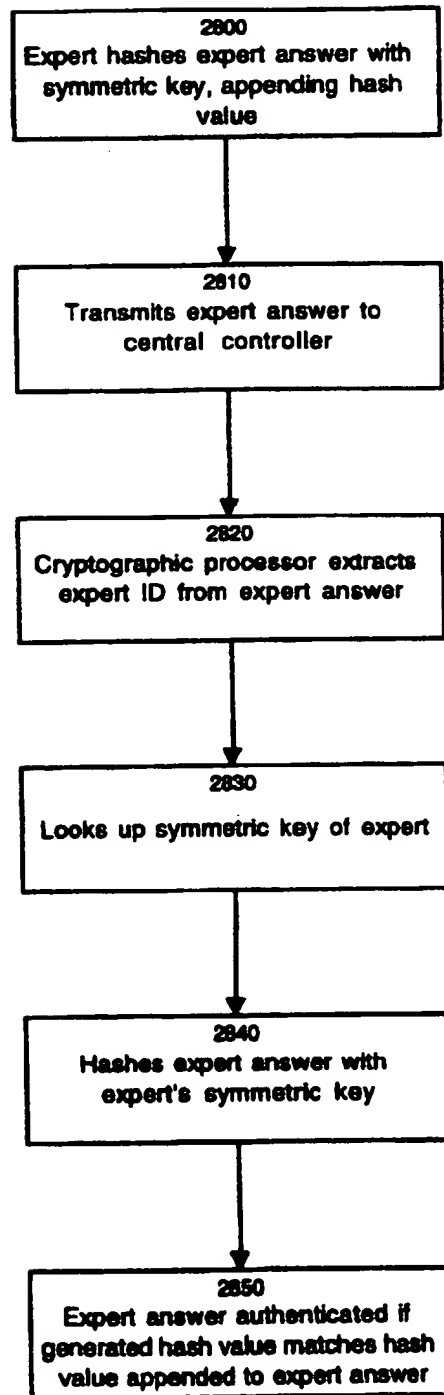 2800
Expert hashes expert answer with
symmetric key, appending hash
value
2810
Transmits expert answer to
central controller
2820
Cryptographic processor extracts
expert ID from expert answer
2830
Looks up symmetric key of expert
2840
Hashes expert answer with
expert's symmetric key
2850
Expert answer authenticated if
generated hash value matches hash
value appended to expert answer